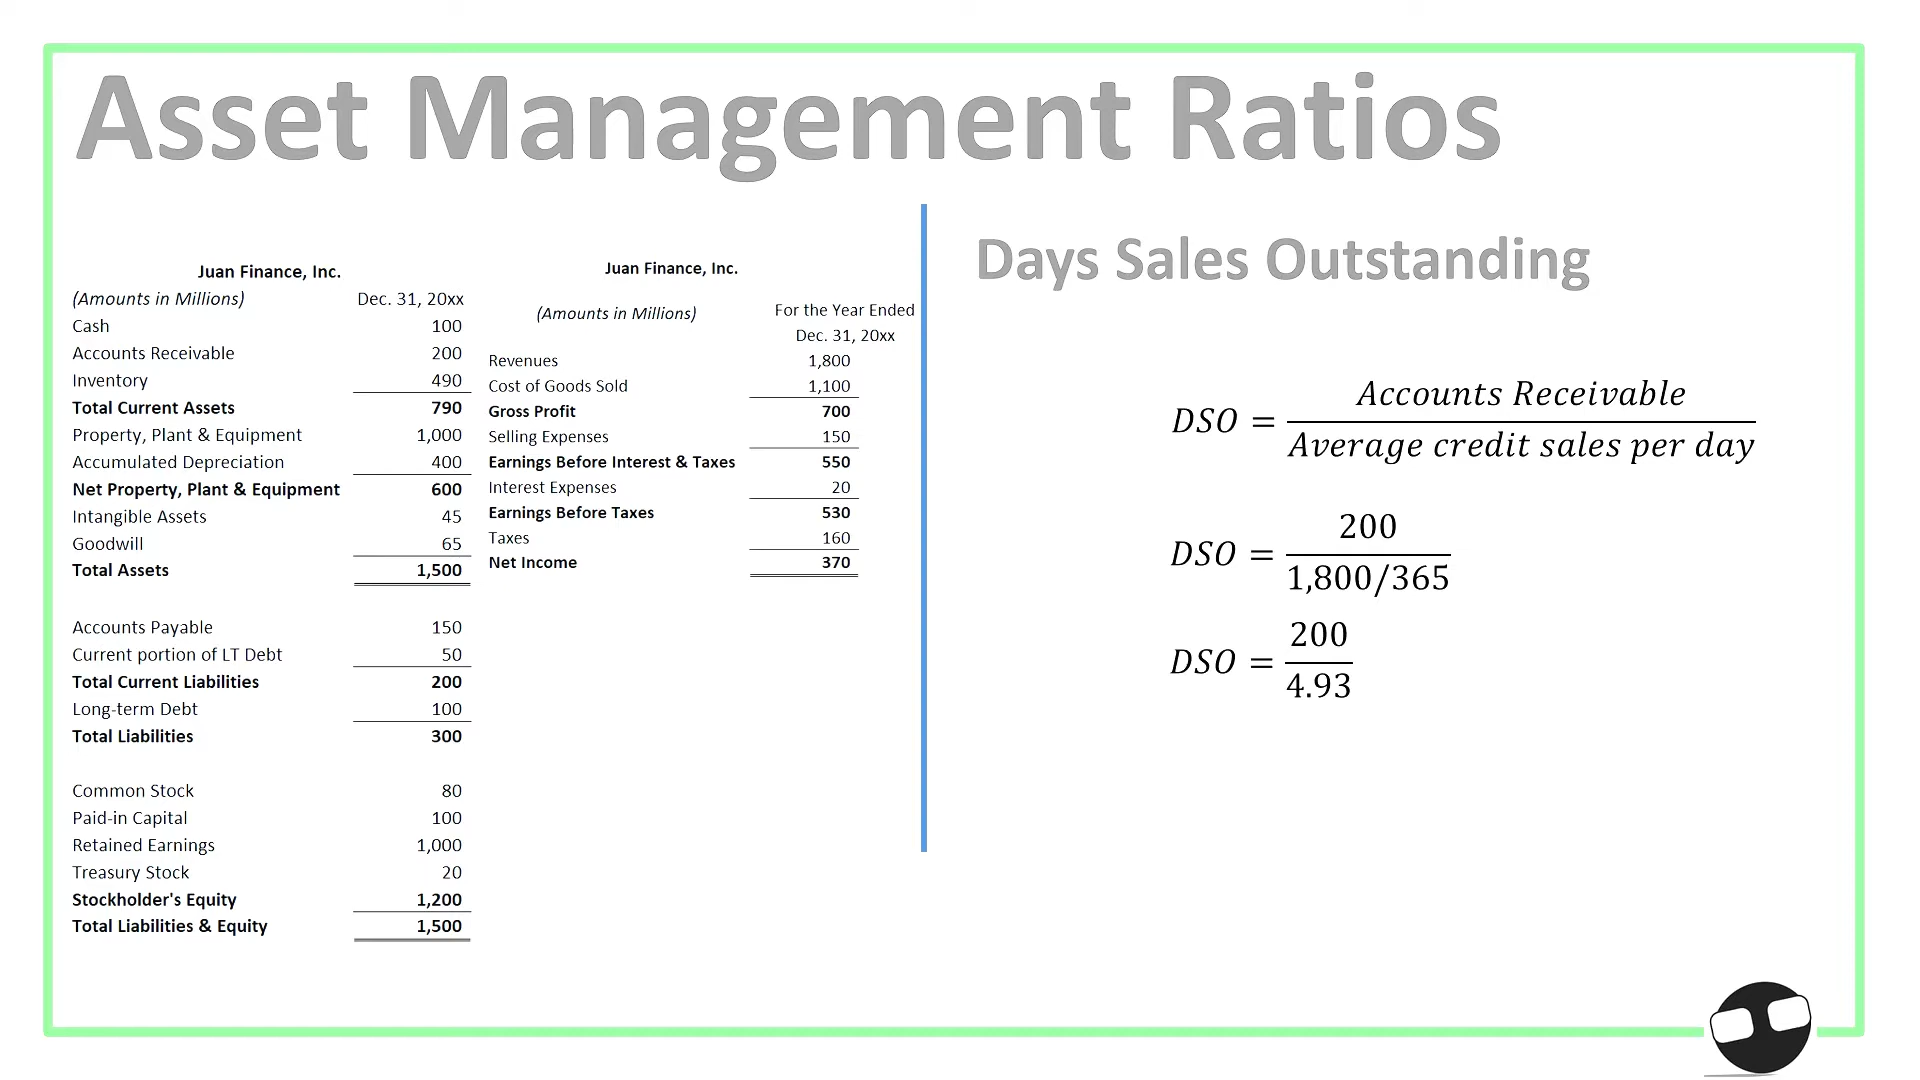 Asset Management Ratios
Juan Finance, Inc.
(Amounts in Millions) Dec. 31, 20xx
Cash 100
Accounts Receivable 200
Inventory 490
Total Current Assets 790
Property, Plant & Equipment 1,000
Accumulated Depreciation 400
Net Property, Plant & Equipment 600
Intangible Assets 45
Goodwill 65
Total Assets 1,500
Accounts Payable 150
Current portion of LT Debt 50
Total Current Liabilities 200
Long-term Debt 100
Total Liabilities 300
Common Stock 80
Paid-in Capital 100
Retained Earnings 1,000
Treasury Stock 20
Stockholder's Equity 1,200
Total Liabilities & Equity 1,500
Juan Finance, Inc.
(Amounts in Millions) For the Year Ended
Dec. 31, 20xx
Revenues 1,800
Cost of Goods Sold 1,100
Gross Profit 700
Selling Expenses 150
Earnings Before Interest & Taxes 550
Interest Expenses 20
Earnings Before Taxes 530
Taxes 160
Net Income 370
Days Sales Outstanding
Accounts Receivable
DSO =
Average credit sales per day
200
DSO =
1,800/365
200
DSO =
4.93